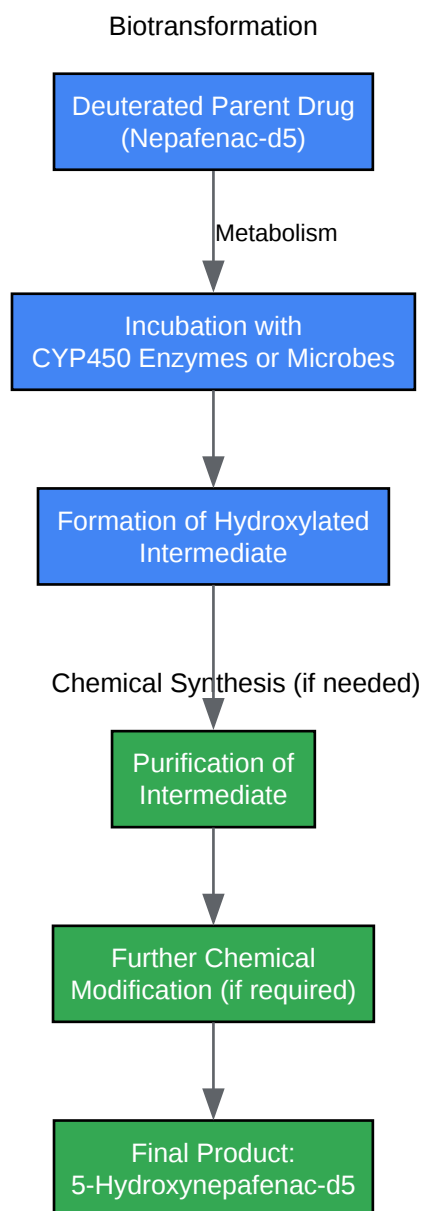 Biotransformation
Deuterated Parent Drug
(Nepafenac-d5)
Metabolism
Incubation with
CYP450 Enzymes or Microbes
Formation of Hydroxylated
Intermediate
Chemical Synthesis (if needed)
Purification of
Intermediate
Further Chemical
Modification (if required)
Final Product:
5-Hydroxynepafenac-d5